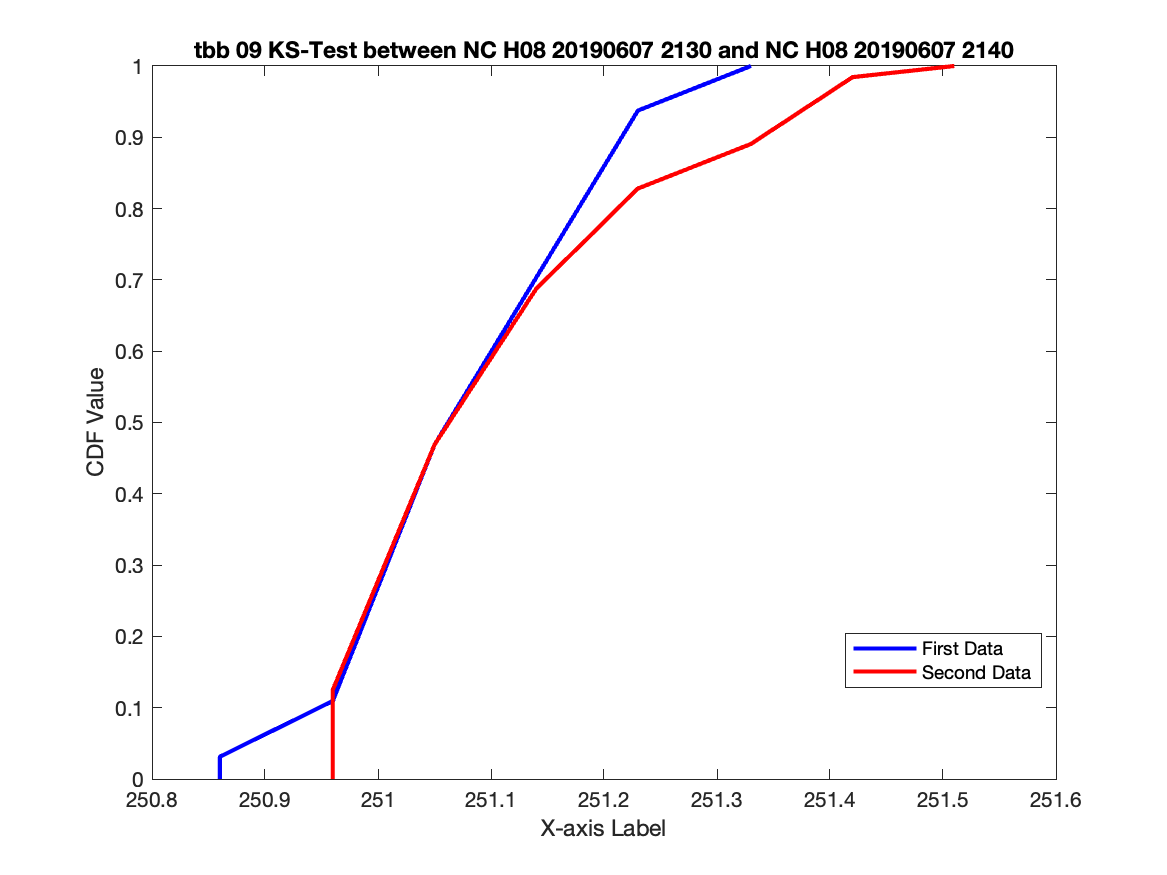 tbb 09 KS-Test between NC H08 20190607 2130 and NC H08 20190607 2140
1
0.9
0.8
0.7
0.6
0.5
0.4
0.3
0.2
0.1
0
CDF Value
First Data
Second Data
250.8 250.9 251 251.1 251.2 251.3 251.4 251.5 251.6
X-axis Label